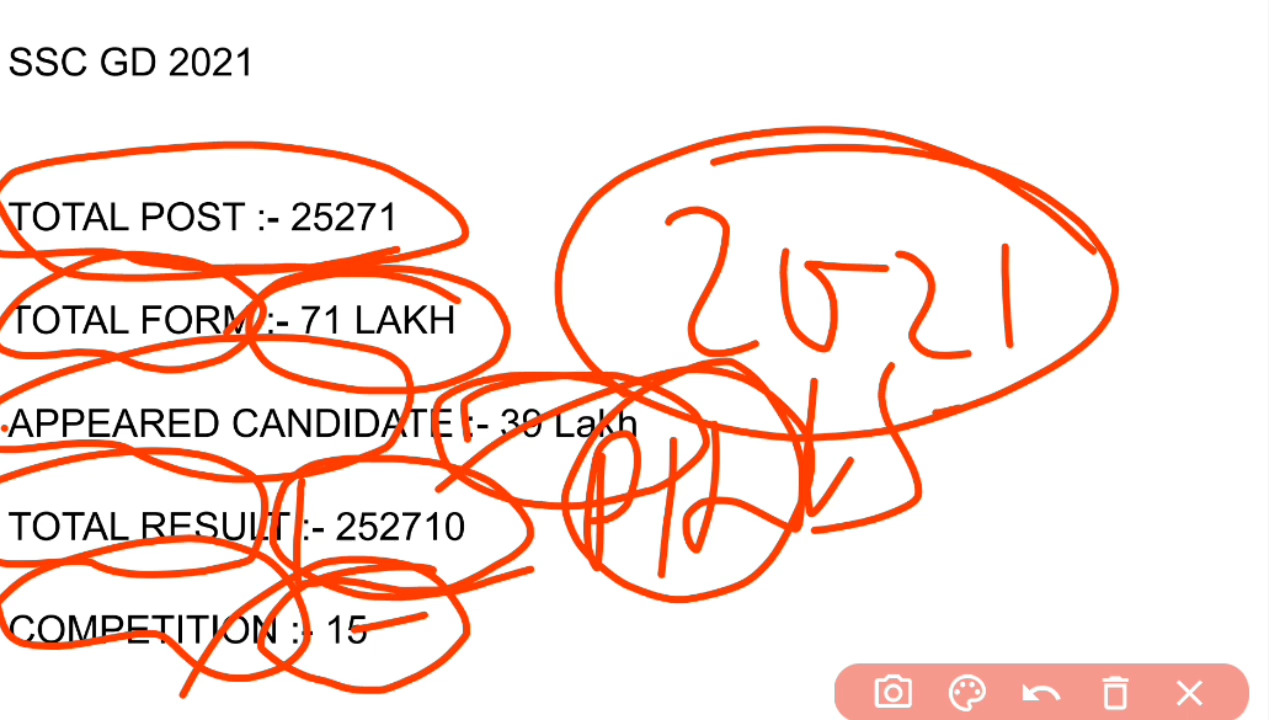 SSC GD 2021
TOTAL POST :- 25271
2021
TOTAL FORM :- 71 LAKH
APPEARED CANDIDATE :- 39 Lakh
TOTAL RESULT :- 252710
COMPETITION :- 15